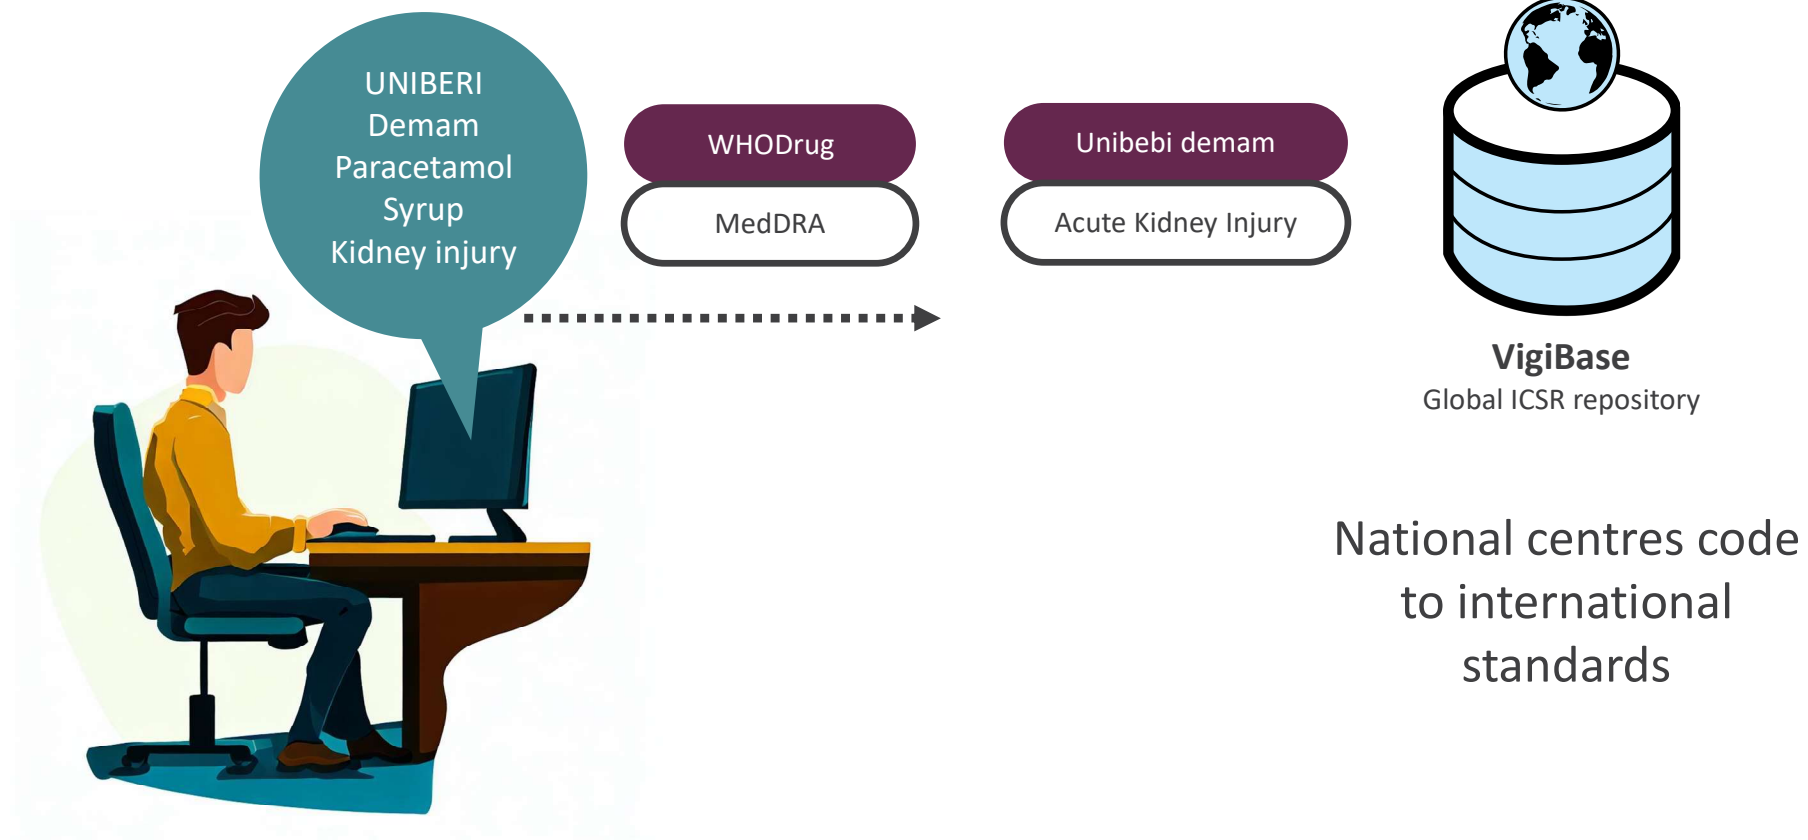 UNIBERI
Demam
Paracetamol
Syrup
Kidney injury
WHODrug
MedDRA
Unibebi demam
Acute Kidney Injury
VigiBase
Global ICSR repository
National centres code
to international
standards